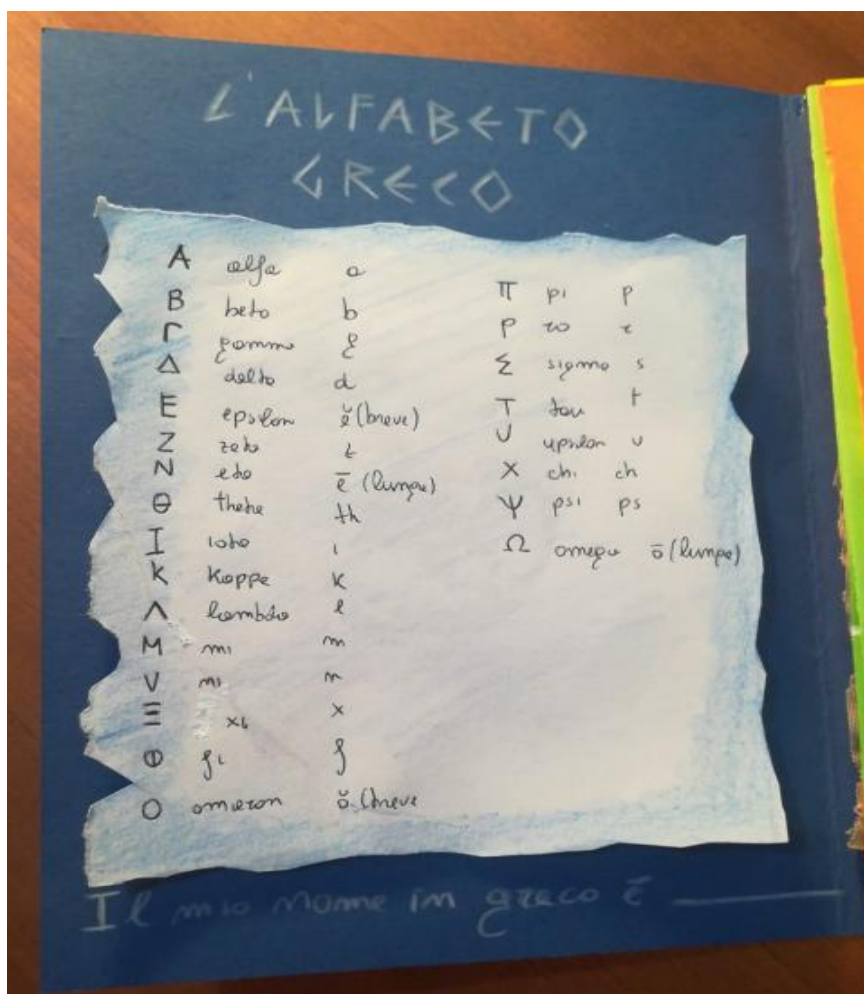 L'ALFABETO
GRECO
Α alfa a
Β beta b
Γ gamma g
Δ delta d
Ε epsilon ĕ (breve)
Ζ zeta z
Ν eta ē (lunga)
Θ theta th
Ι iota i
Κ kappa k
Λ lambda l
Μ mi m
V ni n
Ξ xi x
Φ fi f
Ο omicron ŏ (breve
Π pi p
Ρ ro r
Σ sigma s
Τ tau t
U upsilon u
Χ chi ch
Ψ psi ps
Ω omega ō (lunga)
Il mio nome in greco è